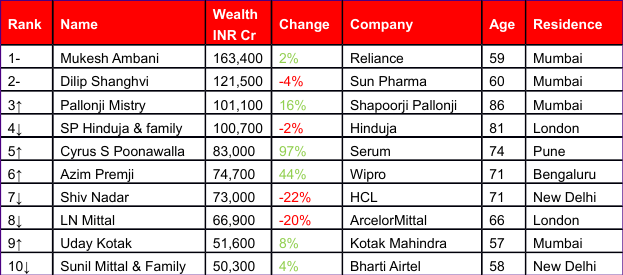 Rank Name Wealth INR Cr Change Company Age Residence
1- Mukesh Ambani 163,400 2% Reliance 59 Mumbai
2- Dilip Shanghvi 121,500 -4% Sun Pharma 60 Mumbai
3↑ Pallonji Mistry 101,100 16% Shapoorji Pallonji 86 Mumbai
4↓ SP Hinduja & family 100,700 -2% Hinduja 81 London
5↑ Cyrus S Poonawalla 83,000 97% Serum 74 Pune
6↑ Azim Premji 74,700 44% Wipro 71 Bengaluru
7↓ Shiv Nadar 73,000 -22% HCL 71 New Delhi
8↓ LN Mittal 66,900 -20% ArcelorMittal 66 London
9↑ Uday Kotak 51,600 8% Kotak Mahindra 57 Mumbai
10↓ Sunil Mittal & Family 50,300 4% Bharti Airtel 58 New Delhi